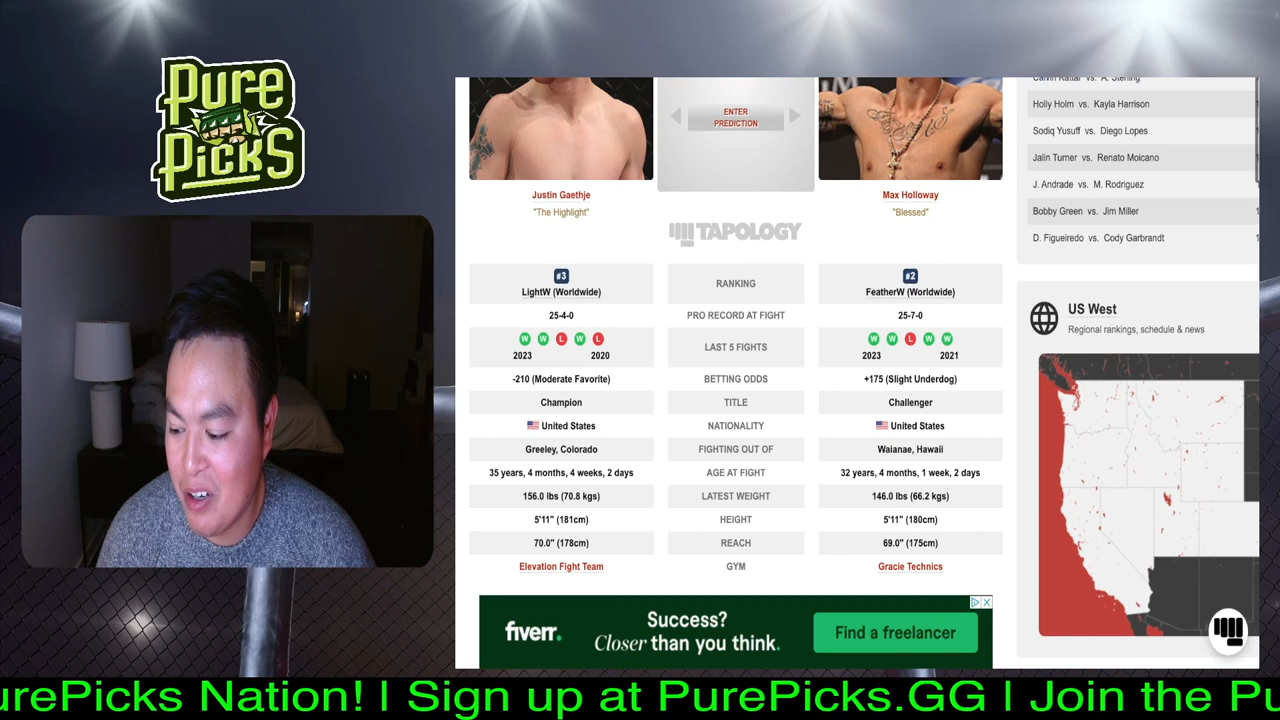 Pure
Picks
ENTER
PREDICTION
Justin Gaethje
"The Highlight"
Max Holloway
"Blessed"
TAPOLOGY
#3
LightW (Worldwide)
RANKING
#2
FeatherW (Worldwide)
25-4-0
PRO RECORD AT FIGHT
25-7-0
W W L W L
2023 2020
LAST 5 FIGHTS
W W L W W
2023 2021
-210 (Moderate Favorite)
BETTING ODDS
+175 (Slight Underdog)
Champion
TITLE
Challenger
United States
NATIONALITY
United States
Greeley, Colorado
FIGHTING OUT OF
Waianae, Hawaii
35 years, 4 months, 4 weeks, 2 days
AGE AT FIGHT
32 years, 4 months, 1 week, 2 days
156.0 lbs (70.8 kgs)
LATEST WEIGHT
146.0 lbs (66.2 kgs)
5'11" (181cm)
HEIGHT
5'11" (180cm)
70.0" (178cm)
REACH
69.0" (175cm)
Elevation Fight Team
GYM
Gracie Technics
Calvin Kattar vs. A. Sterling
Holly Holm vs. Kayla Harrison
Sodiq Yusuff vs. Diego Lopes
Jalin Turner vs. Renato Moicano
J. Andrade vs. M. Rodriguez
Bobby Green vs. Jim Miller
D. Figueiredo vs. Cody Garbrandt
US West
Regional rankings, schedule & news
fiverr.
Success?
Closer than you think.
Find a freelancer
urePicks Nation! I Sign up at PurePicks.GG I Join the Pu